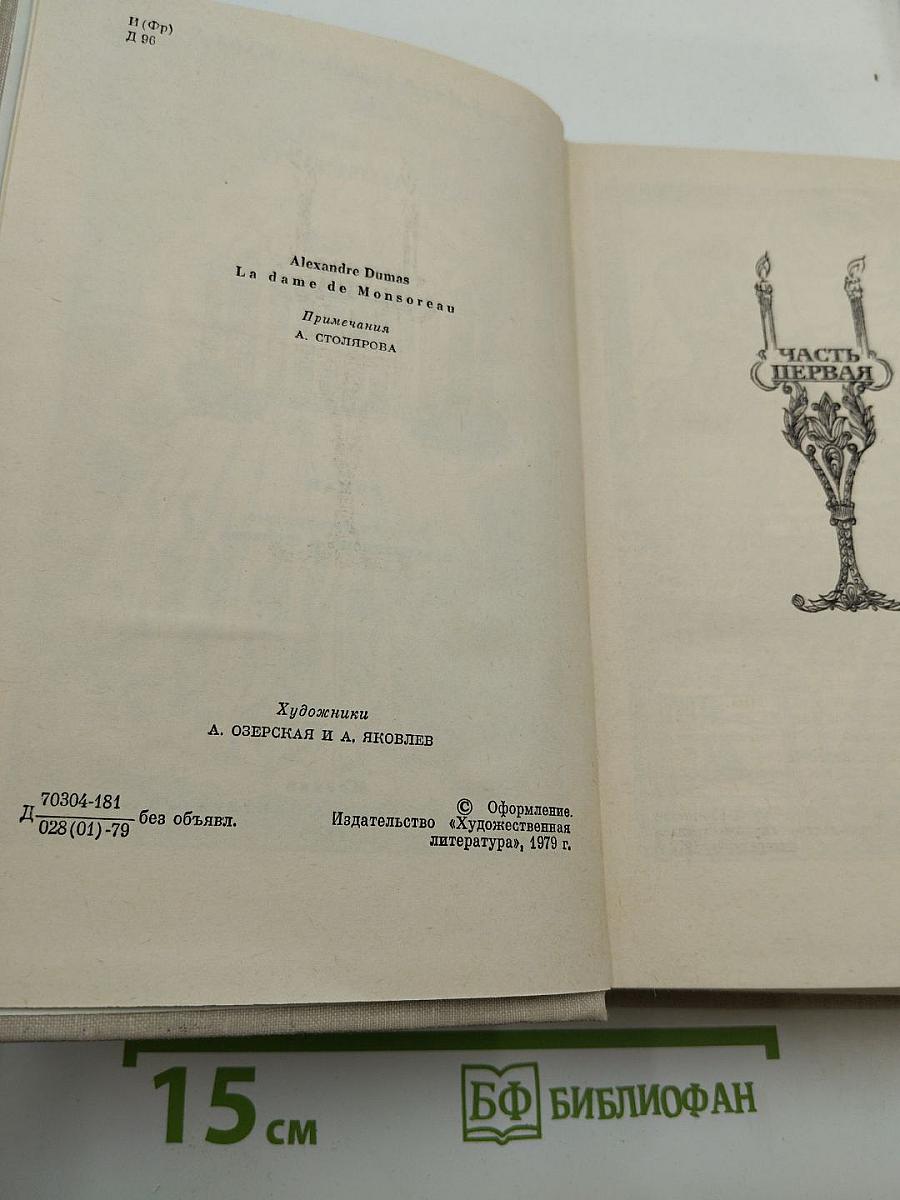 И (Фр)
Д 96
Alexandre Dumas
La dame de Monsoreau
Примечания
А. СТОЛЯРОВА
Художники
А. ОЗЕРСКАЯ И А. ЯКОВЛЕВ
Д 70304-181
028(01)-79 без объявл.
© Оформление.
Издательство «Художественная
литература», 1979 г.
ЧАСТЬ
ПЕРВАЯ
15 см
БФ БИБЛИОФАН